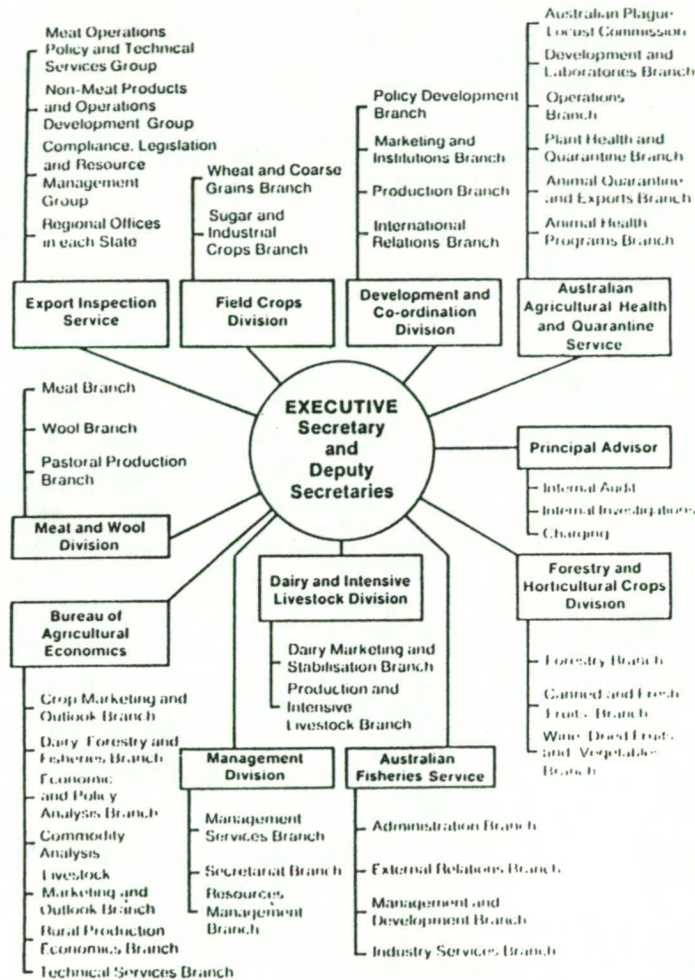 Meat Operations
Policy and Technical
Services Group
Non-Meat Products
and Operations
Development Group
Compliance, Legislation
and Resource
Management
Group
Regional Offices
in each State
Export Inspection
Service
Wheat and Coarse
Grains Branch
Sugar and
Industrial
Crops Branch
Field Crops
Division
Policy Development
Branch
Marketing and
Institutions Branch
Production Branch
International
Relations Branch
Development and
Co-ordination
Division
Australian Plague
Locust Commission
Development and
Laboratories Branch
Operations
Branch
Plant Health and
Quarantine Branch
Animal Quarantine
and Exports Branch
Animal Health
Programs Branch
Australian
Agricultural Health
and Quarantine
Service
EXECUTIVE
Secretary
and
Deputy
Secretaries
Meat Branch
Wool Branch
Pastoral Production
Branch
Meat and Wool
Division
Principal Advisor
Internal Audit
Internal Investigations
Charging
Bureau of
Agricultural
Economics
Crop Marketing and
Outlook Branch
Dairy Forestry and
Fisheries Branch
Economic
and Policy
Analysis Branch
Commodity
Analysis
Livestock
Marketing and
Outlook Branch
Rural Production
Economics Branch
Technical Services Branch
Dairy and Intensive
Livestock Division
Dairy Marketing and
Stabilisation Branch
Production and
Intensive
Livestock Branch
Forestry and
Horticultural Crops
Division
Forestry Branch
Canned and Fresh
Fruits Branch
Wine Dried Fruits
and Vegetables
Branch
Management
Division
Management
Services Branch
Secretariat Branch
Resources
Management
Branch
Australian
Fisheries Service
Administration Branch
External Relations Branch
Management and
Development Branch
Industry Services Branch